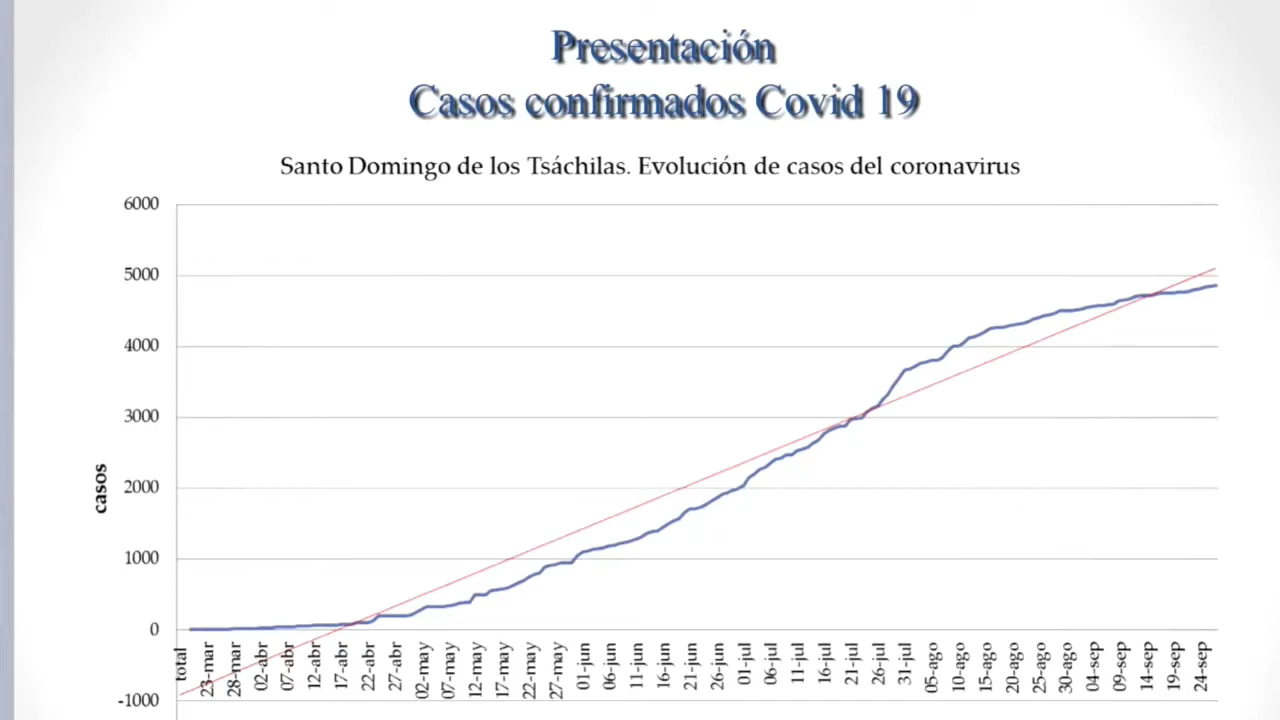 Presentación
Casos confirmados Covid 19
Santo Domingo de los Tsáchilas. Evolución de casos del coronavirus
6000
5000
4000
3000
2000
1000
0
-1000
casos
total
23-mar
28-mar
02-abr
07-abr
12-abr
17-abr
22-abr
27-abr
02-may
07-may
12-may
17-may
22-may
27-may
01-jun
06-jun
11-jun
16-jun
21-jun
26-jun
01-jul
06-jul
11-jul
16-jul
21-jul
26-jul
31-jul
05-ago
10-ago
15-ago
20-ago
25-ago
30-ago
04-sep
09-sep
14-sep
19-sep
24-sep